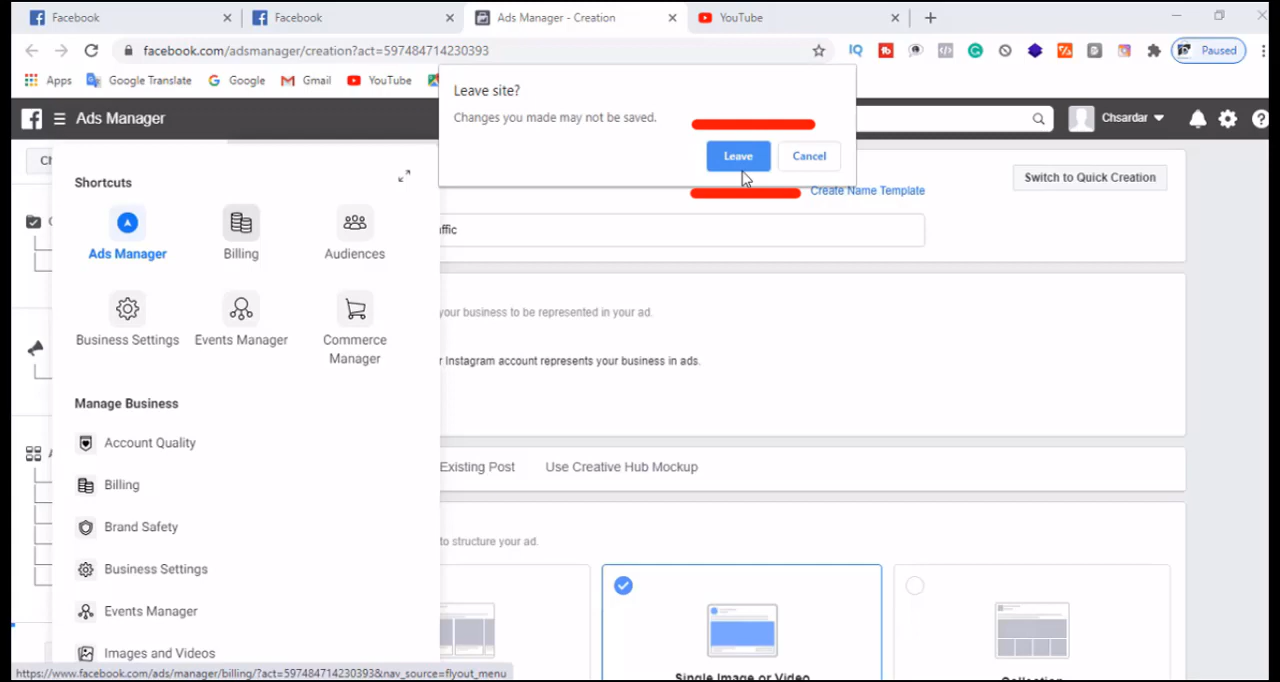 Facebook
Facebook
Ads Manager - Creation
YouTube
facebook.com/adsmanager/creation?act=597484714230393
IQ
Paused
Apps
Google Translate
Google
Gmail
YouTube
Leave site?
Changes you made may not be saved.
Leave
Cancel
Ads Manager
Chsardar
Shortcuts
Ads Manager
Billing
Audiences
Business Settings
Events Manager
Commerce
Manager
Manage Business
Account Quality
Billing
Brand Safety
Business Settings
Events Manager
Images and Videos
Create Name Template
Switch to Quick Creation
ffic
your business to be represented in your ad.
r Instagram account represents your business in ads.
Existing Post
Use Creative Hub Mockup
to structure your ad.
Single Image or Video
Collection
https://www.facebook.com/ads/manager/billing/?act=597484714230393&nav_source=flyout_menu